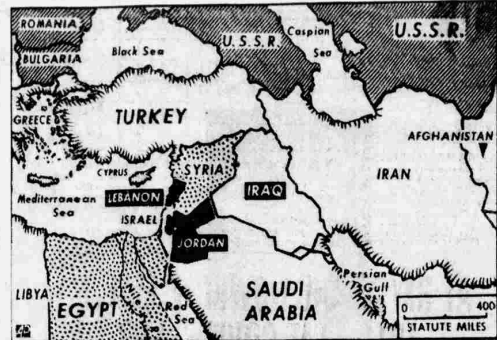 ROMANIA
BULGARIA
Black Sea
U.S.S.R.
Caspian
Sea
U.S.S.R.
GREECE
TURKEY
AFGHANISTAN
CYPRUS
SYRIA
IRAN
LEBANON
IRAQ
Mediterranean
Sea
ISRAEL
JORDAN
LIBYA
EGYPT
Red
Sea
SAUDI
ARABIA
Persian
Gulf
0 400
STATUTE MILES